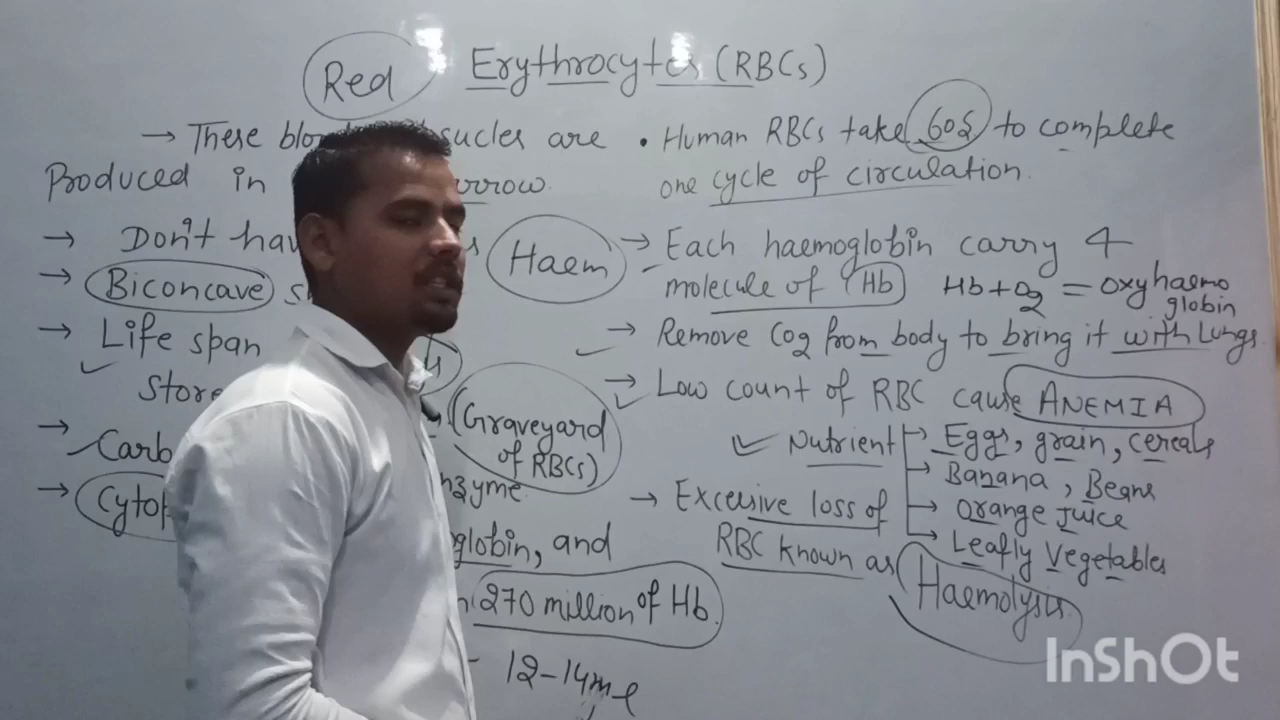 Red Erythrocytes (RBCs)
→ These blo sucles are
Produced in rrow.
→ Don't hav s
→ Biconcave s
→ Life span
Store
(Graveyard
of RBCs)
→ Carb nzyme
→ Cytop
globin, and
270 million of Hb.
12-14
Haem
• Human RBCs take 60s to complete
one cycle of circulation.
→ Each haemoglobin carry 4
molecule of Hb Hb + O2 = oxyhaemo
globin
→ Remove CO2 from body to bring it with Lungs.
→ Low count of RBC cause ANEMIA
Nutrient → Eggs, grain, cereals
→ Banana, Beans
→ Orange Juice
→ Leafly Vegetables
→ Excessive loss of
RBC known as Haemolysis.
InShOt